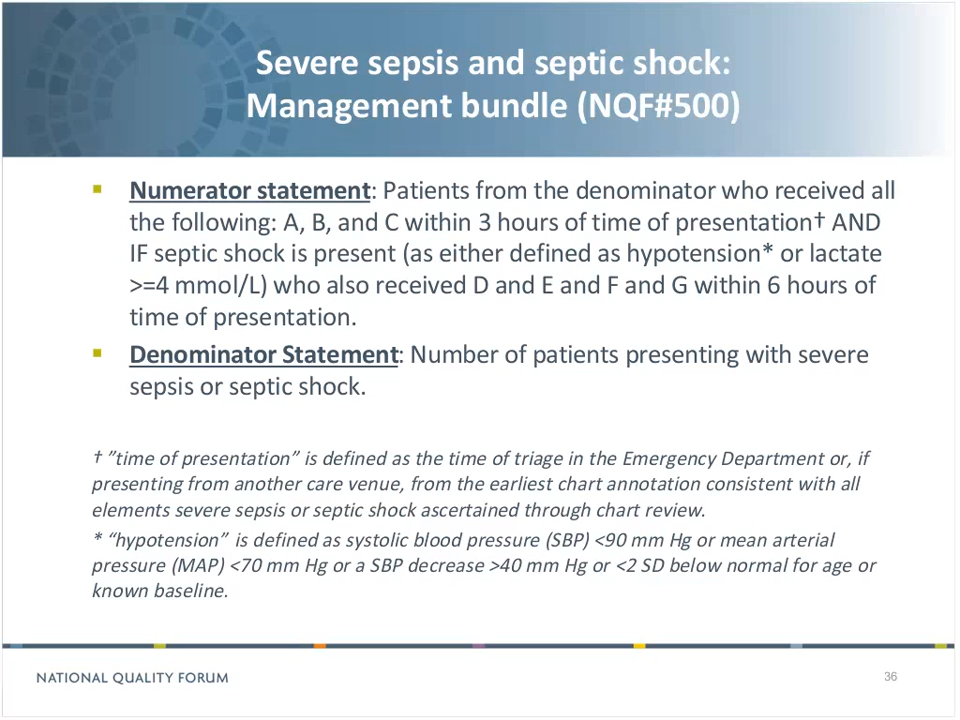 Severe sepsis and septic shock:
Management bundle (NQF#500)
▪ Numerator statement: Patients from the denominator who received all
the following: A, B, and C within 3 hours of time of presentation† AND
IF septic shock is present (as either defined as hypotension* or lactate
>=4 mmol/L) who also received D and E and F and G within 6 hours of
time of presentation.
▪ Denominator Statement: Number of patients presenting with severe
sepsis or septic shock.
† ”time of presentation” is defined as the time of triage in the Emergency Department or, if
presenting from another care venue, from the earliest chart annotation consistent with all
elements severe sepsis or septic shock ascertained through chart review.
* “hypotension” is defined as systolic blood pressure (SBP) <90 mm Hg or mean arterial
pressure (MAP) <70 mm Hg or a SBP decrease >40 mm Hg or <2 SD below normal for age or
known baseline.
NATIONAL QUALITY FORUM
36